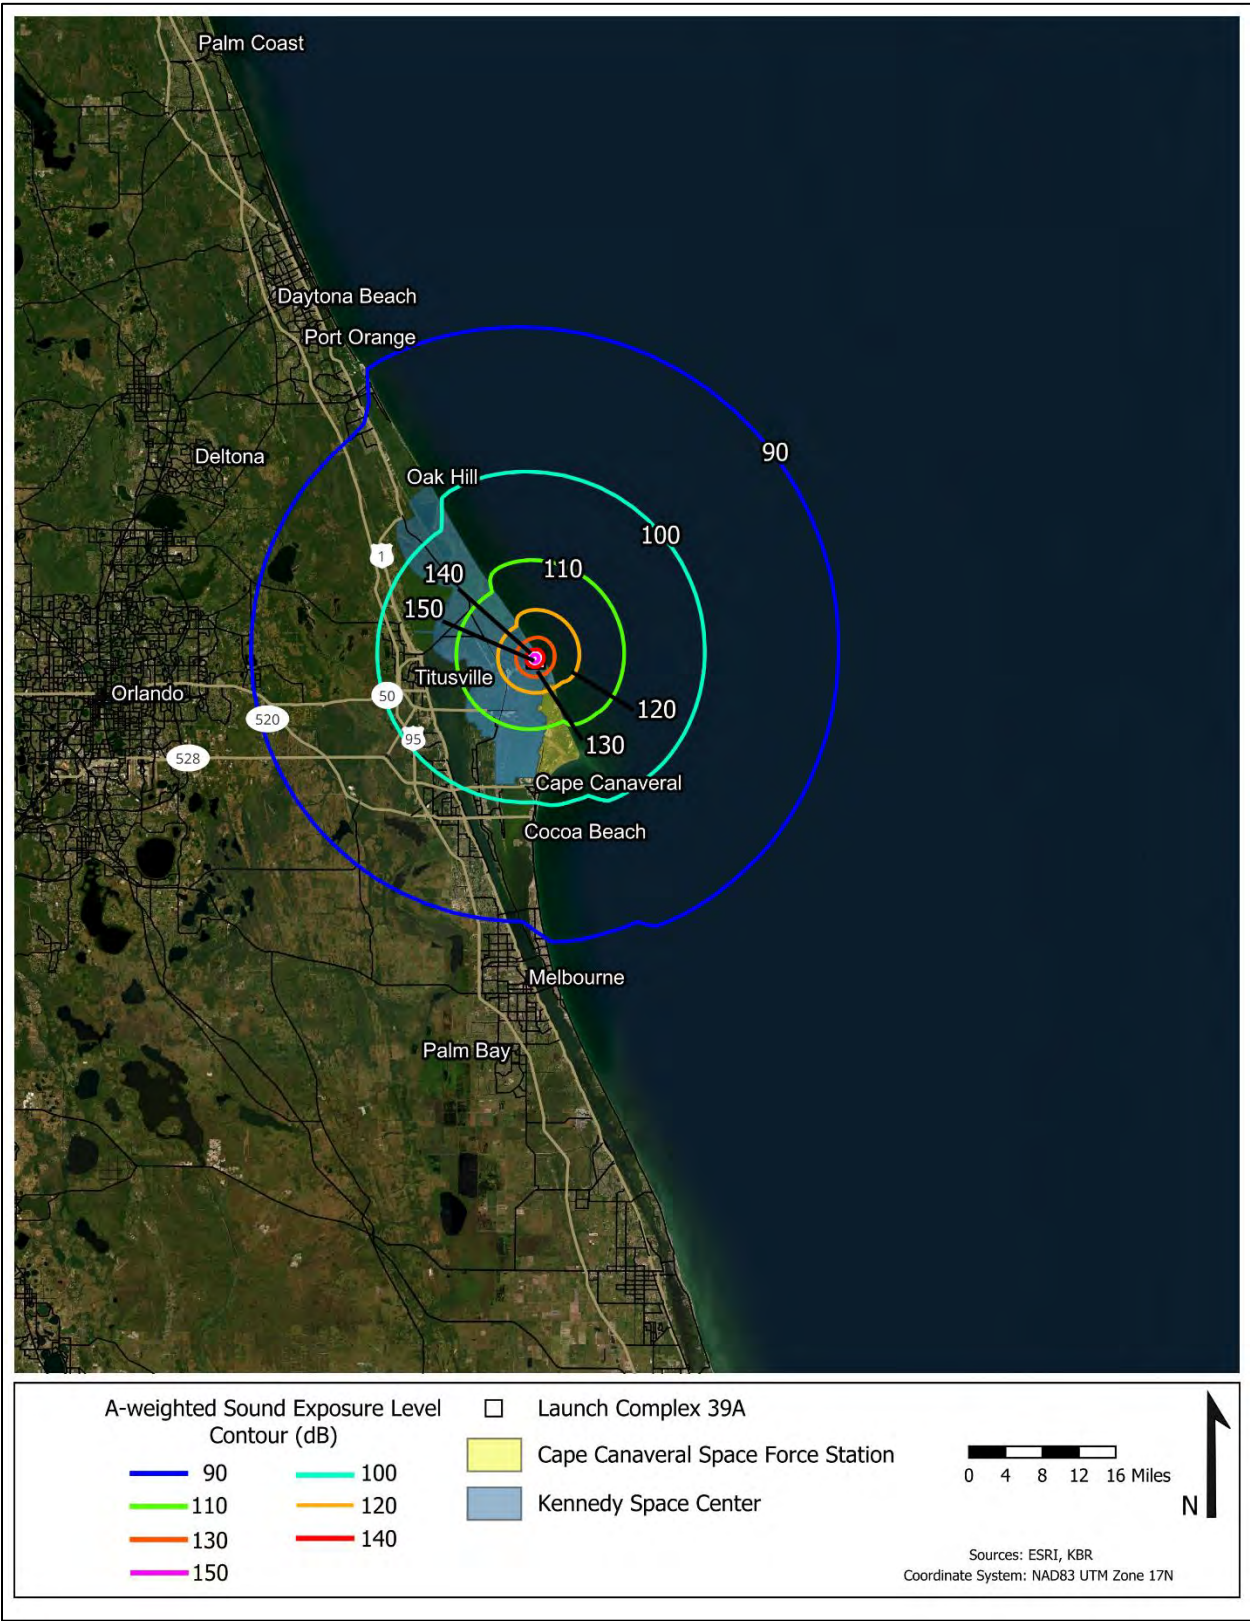 Palm Coast
Daytona Beach
Port Orange
90
Deltona
Oak Hill
100
1
110
140
150
Titusville
Orlando
50
120
520
95
130
528
Cape Canaveral
Cocoa Beach
Melbourne
Palm Bay
A-weighted Sound Exposure Level
Contour (dB)
90
100
110
120
130
140
150
Launch Complex 39A
Cape Canaveral Space Force Station
Kennedy Space Center
0 4 8 12 16 Miles
N
Sources: ESRI, KBR
Coordinate System: NAD83 UTM Zone 17N